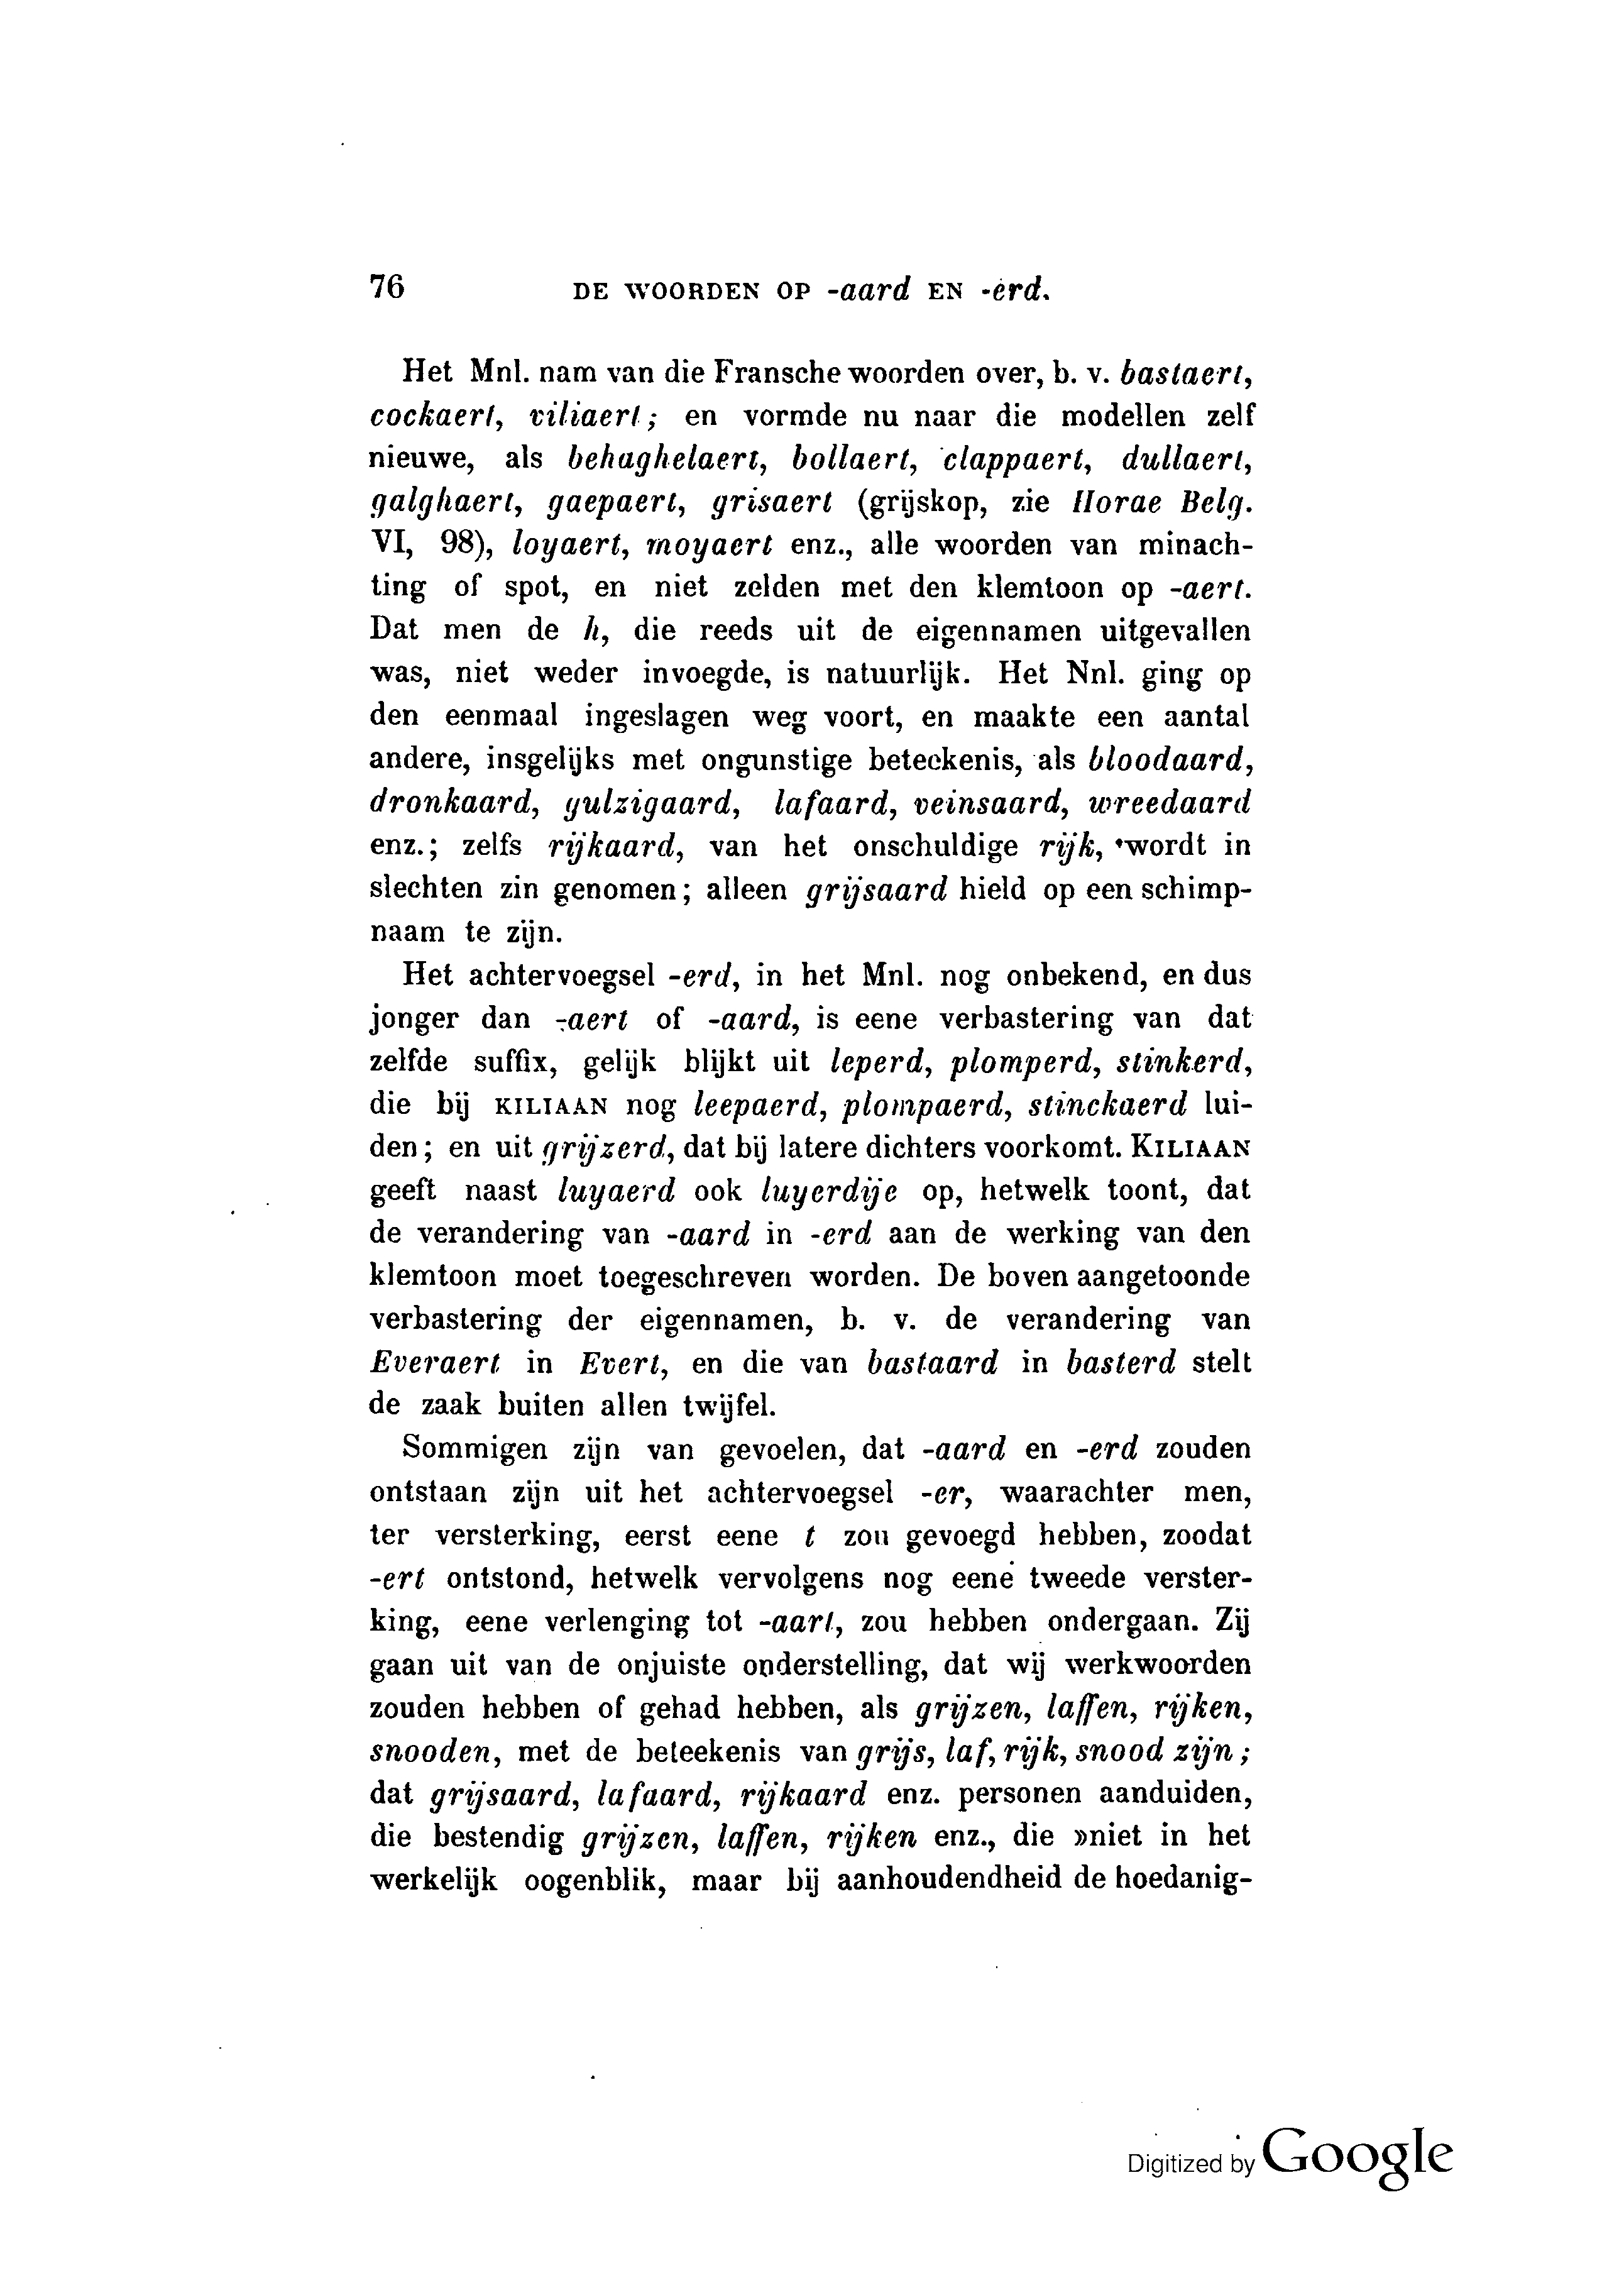 76 DE WOORDEN OP -aard EN -erd.
Het Mnl. nam van die Fransche woorden over, b. v. bastaert,
cockaert, viliaert; en vormde nu naar die modellen zelf
nieuwe, als behaghelaert, bollaert, clappaert, dullaert,
galghaert, gaepaert, grisaert (grijskop, zie Horae Belg.
VI, 98), loyaert, moyaert enz., alle woorden van minach-
ting of spot, en niet zelden met den klemtoon op -aert.
Dat men de h, die reeds uit de eigennamen uitgevallen
was, niet weder invoegde, is natuurlijk. Het Nnl. ging op
den eenmaal ingeslagen weg voort, en maakte een aantal
andere, insgelijks met ongunstige beteekenis, als bloodaard,
dronkaard, gulzigaard, lafaard, veinsaard, wreedaard
enz.; zelfs rijkaard, van het onschuldige rijk, wordt in
slechten zin genomen; alleen grijsaard hield op een schimp-
naam te zijn.
Het achtervoegsel -erd, in het Mnl. nog onbekend, en dus
jonger dan -aert of -aard, is eene verbastering van dat
zelfde suffix, gelijk blijkt uit leperd, plomperd, stinkerd,
die bij KILIAAN nog leepaerd, plompaerd, stinckaerd lui-
den; en uit grijzerd, dat bij latere dichters voorkomt. KILIAAN
geeft naast luyaerd ook luyerdije op, hetwelk toont, dat
de verandering van -aard in -erd aan de werking van den
klemtoon moet toegeschreven worden. De boven aangetoonde
verbastering der eigennamen, b. v. de verandering van
Everaert in Evert, en die van bastaard in basterd stelt
de zaak buiten allen twijfel.
Sommigen zijn van gevoelen, dat -aard en -erd zouden
ontstaan zijn uit het achtervoegsel -er, waarachter men,
ter versterking, eerst eene t zou gevoegd hebben, zoodat
-ert ontstond, hetwelk vervolgens nog eene tweede verster-
king, eene verlenging tot -aart, zou hebben ondergaan. Zij
gaan uit van de onjuiste onderstelling, dat wij werkwoorden
zouden hebben of gehad hebben, als grijzen, laffen, rijken,
snooden, met de beteekenis van grijs, laf, rijk, snood zijn;
dat grijsaard, lafaard, rijkaard enz. personen aanduiden,
die bestendig grijzen, laffen, rijken enz., die »niet in het
werkelijk oogenblik, maar bij aanhoudendheid de hoedanig-
Digitized by Google